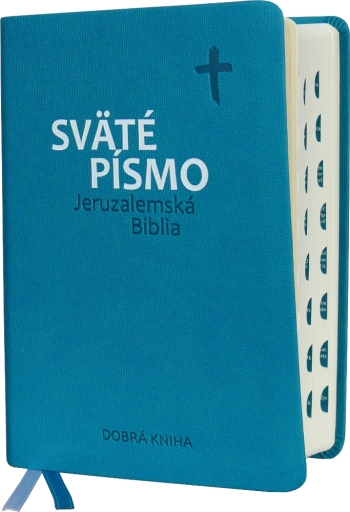 SVÄTÉ
PÍSMO
Jeruzalemská
Biblia
DOBRÁ KNIHA